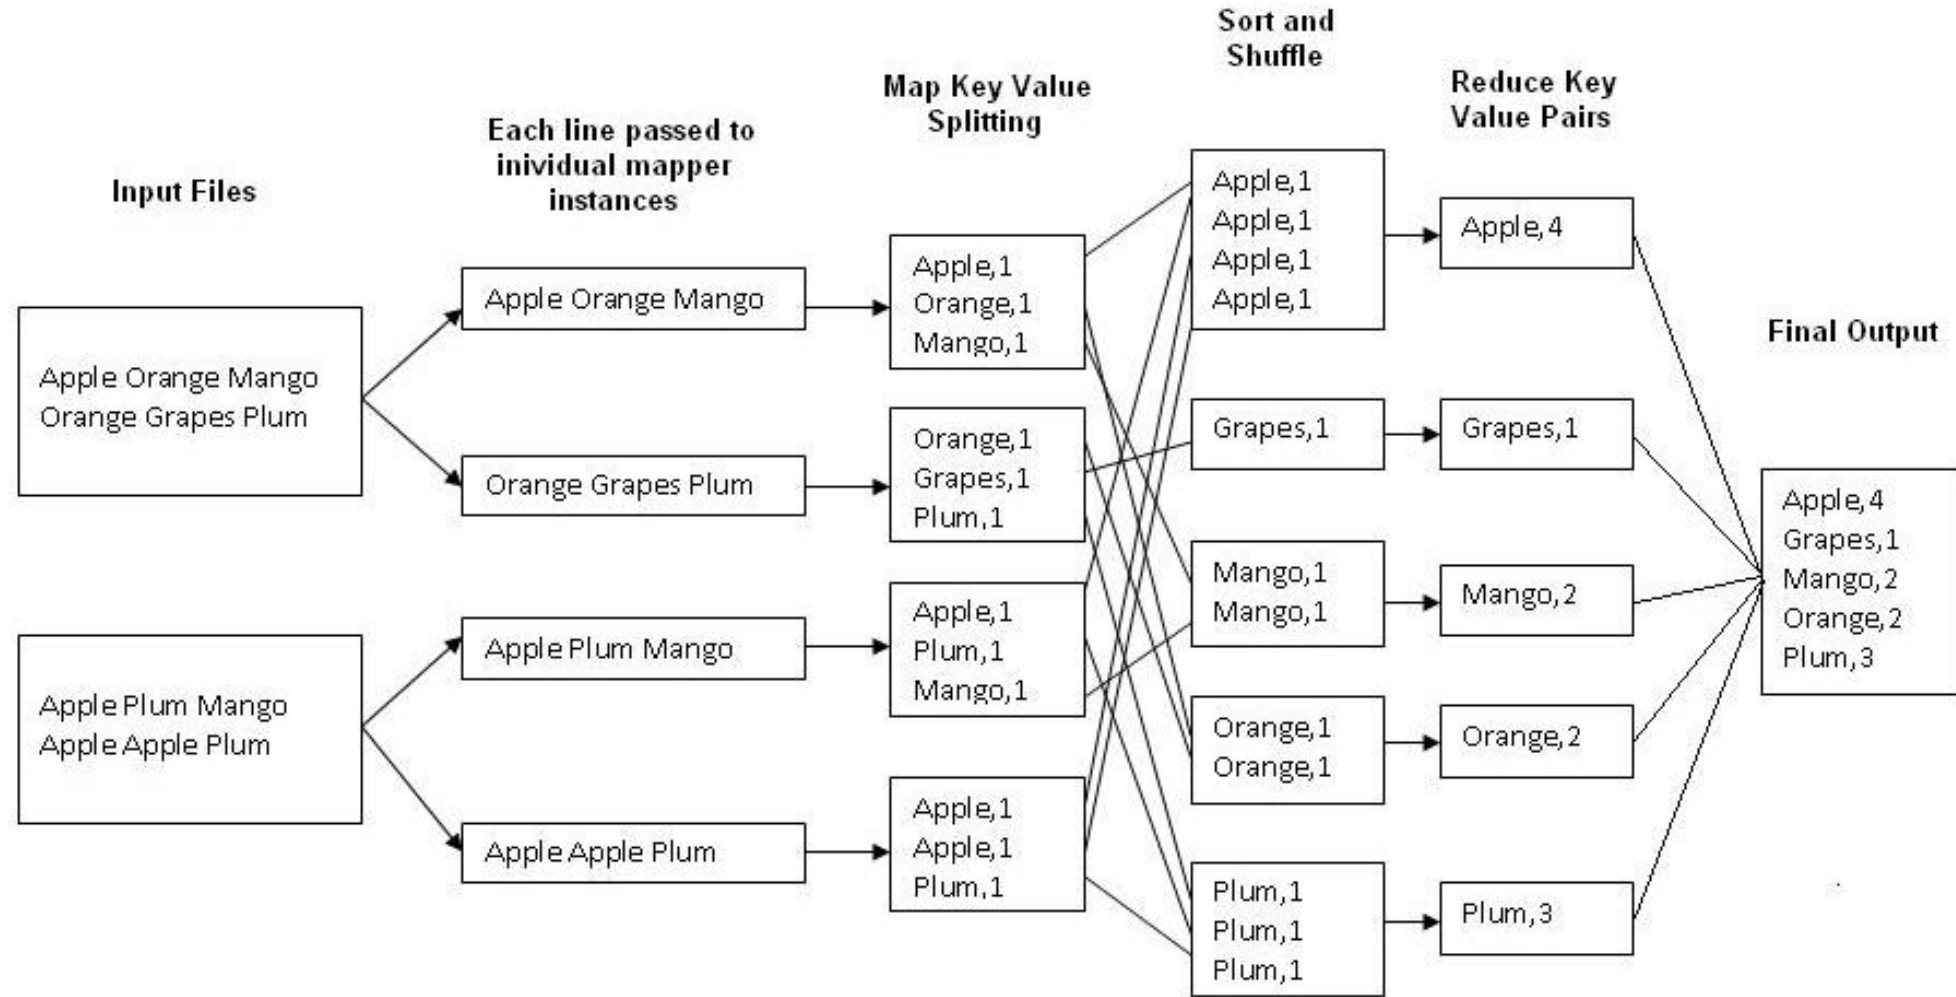 Input Files
Apple Orange Mango
Orange Grapes Plum
Apple Plum Mango
Apple Apple Plum
Each line passed to
inividual mapper
instances
Apple Orange Mango
Orange Grapes Plum
Apple Plum Mango
Apple Apple Plum
Map Key Value
Splitting
Apple,1
Orange,1
Mango,1
Orange,1
Grapes,1
Plum,1
Apple,1
Plum,1
Mango,1
Apple,1
Apple,1
Plum,1
Sort and
Shuffle
Apple,1
Apple,1
Apple,1
Apple,1
Grapes,1
Mango,1
Mango,1
Orange,1
Orange,1
Plum,1
Plum,1
Plum,1
Reduce Key
Value Pairs
Apple,4
Grapes,1
Mango,2
Orange,2
Plum,3
Final Output
Apple,4
Grapes,1
Mango,2
Orange,2
Plum,3